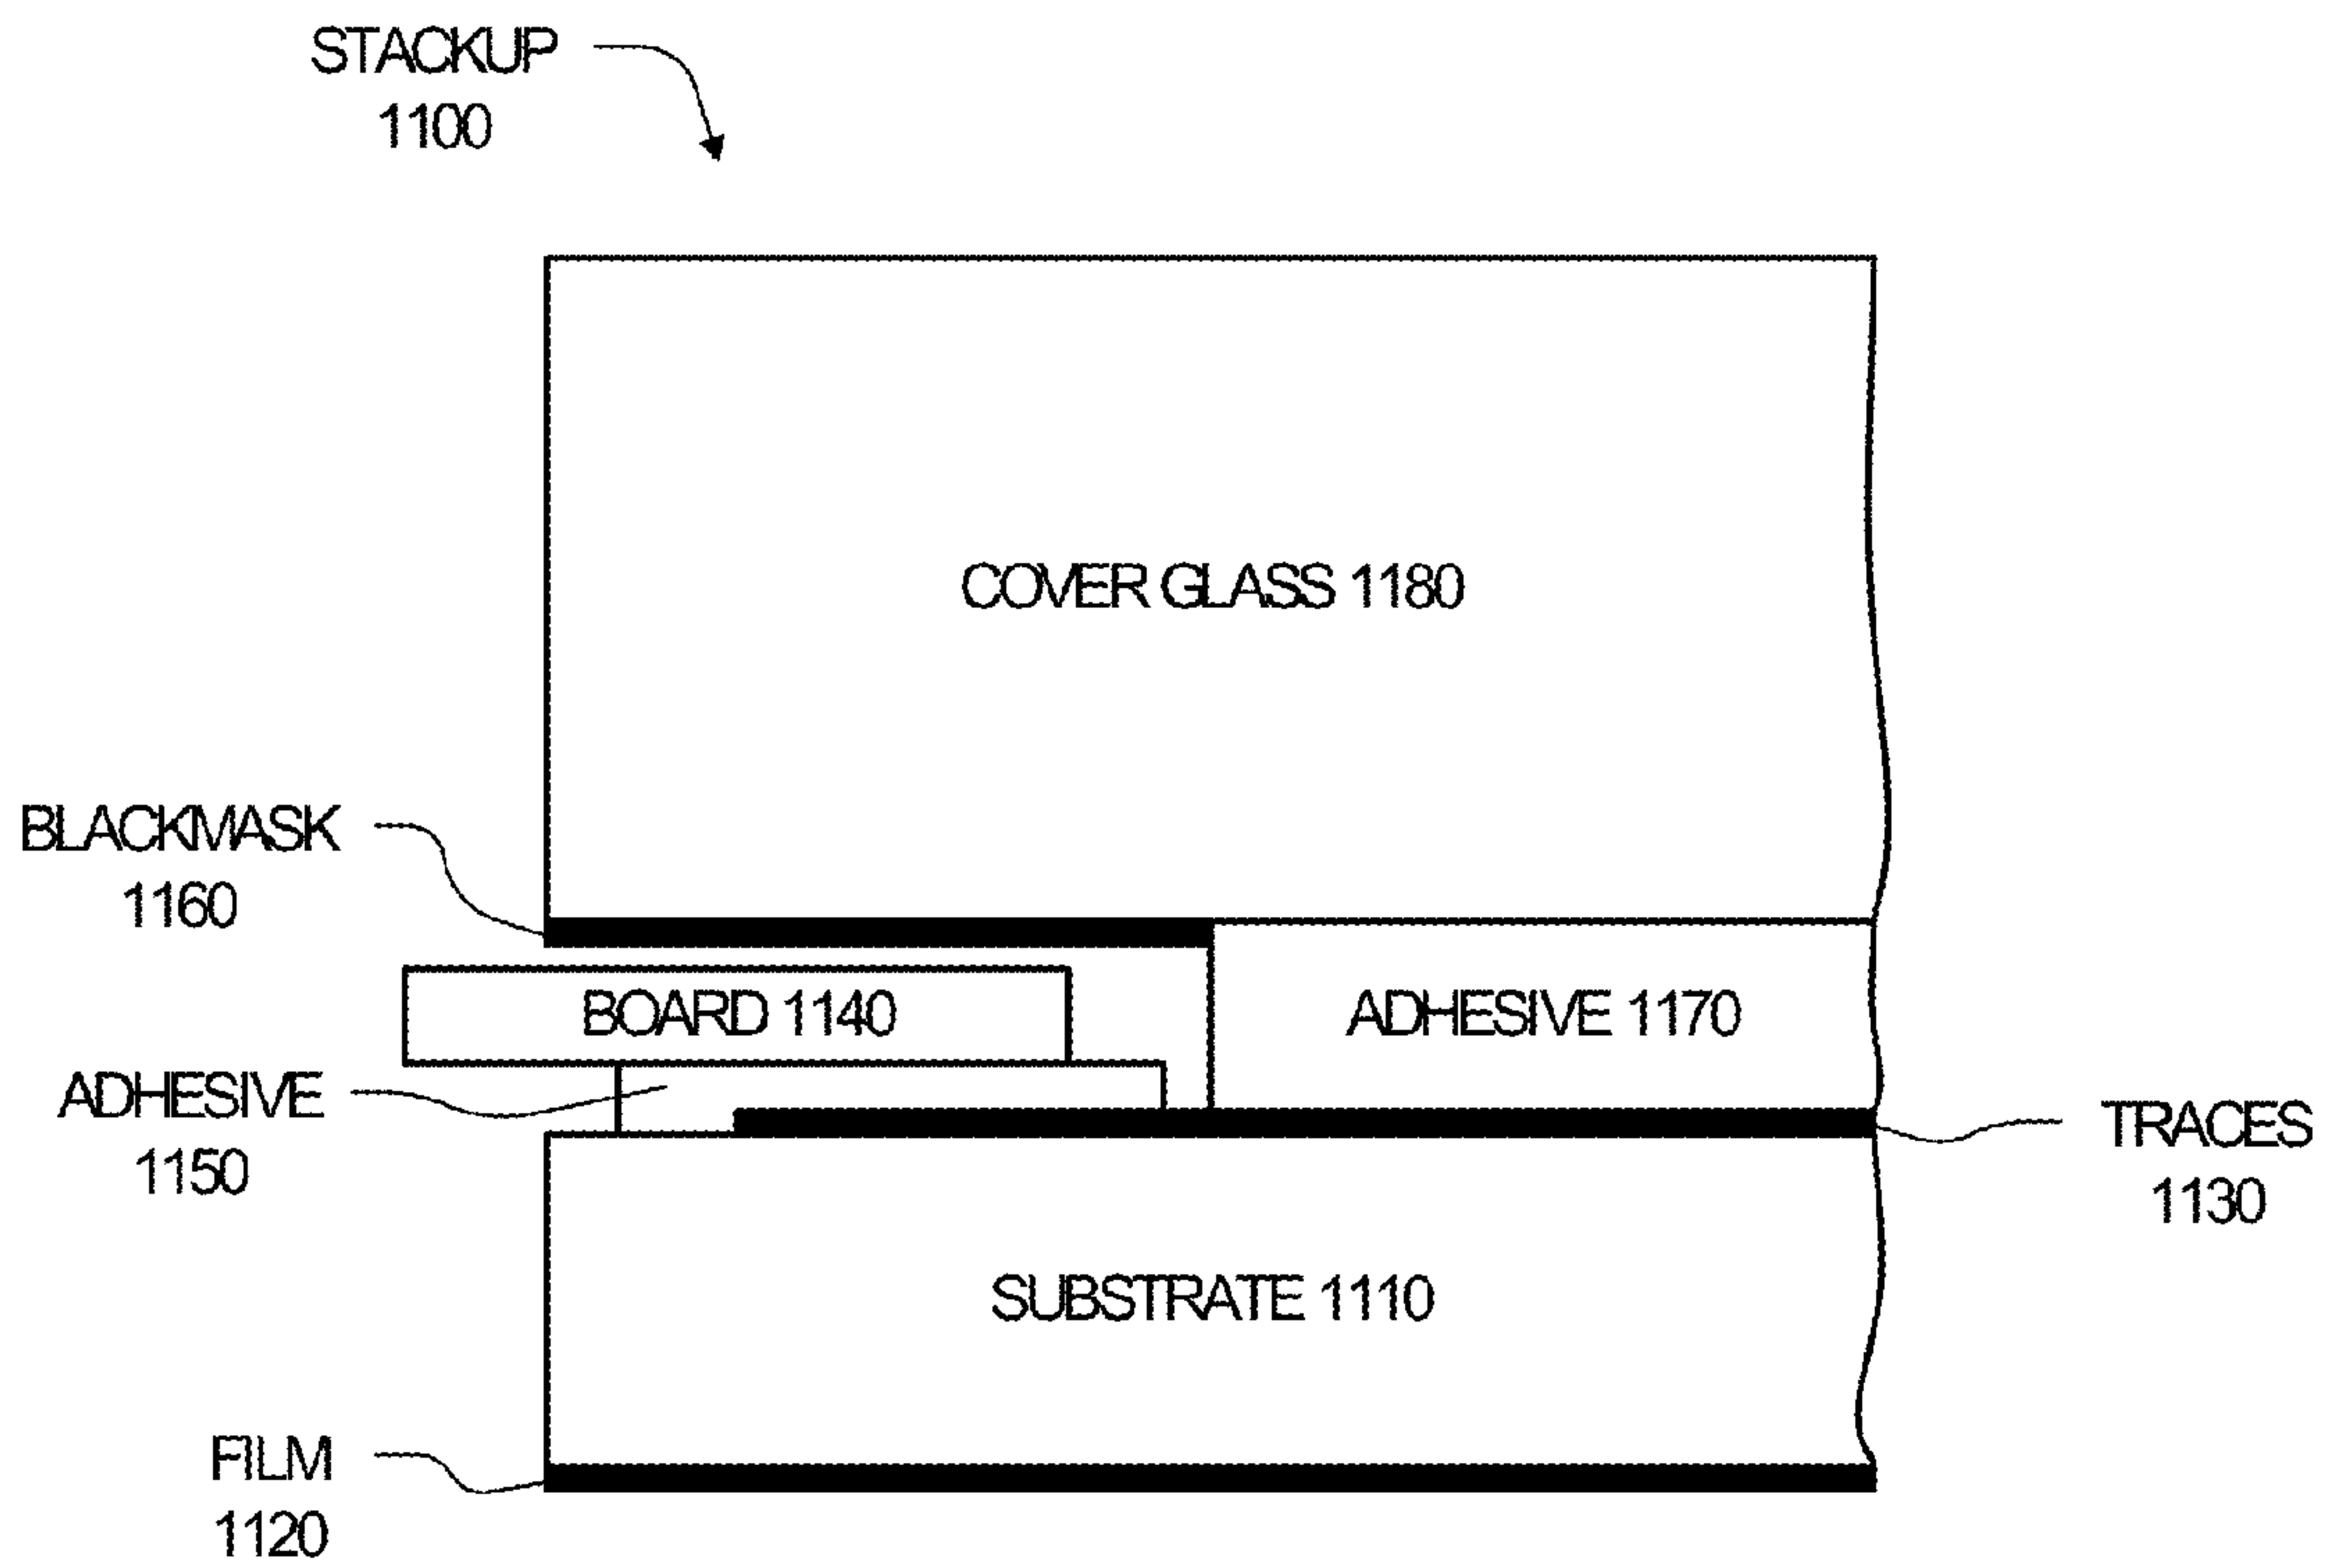 STACKUP
1100
COVER GLASS 1180
BLACKMASK
1160
BOARD 1140
ADHESIVE 1170
ADHESIVE
1150
TRACES
1130
SUBSTRATE 1110
FILM
1120